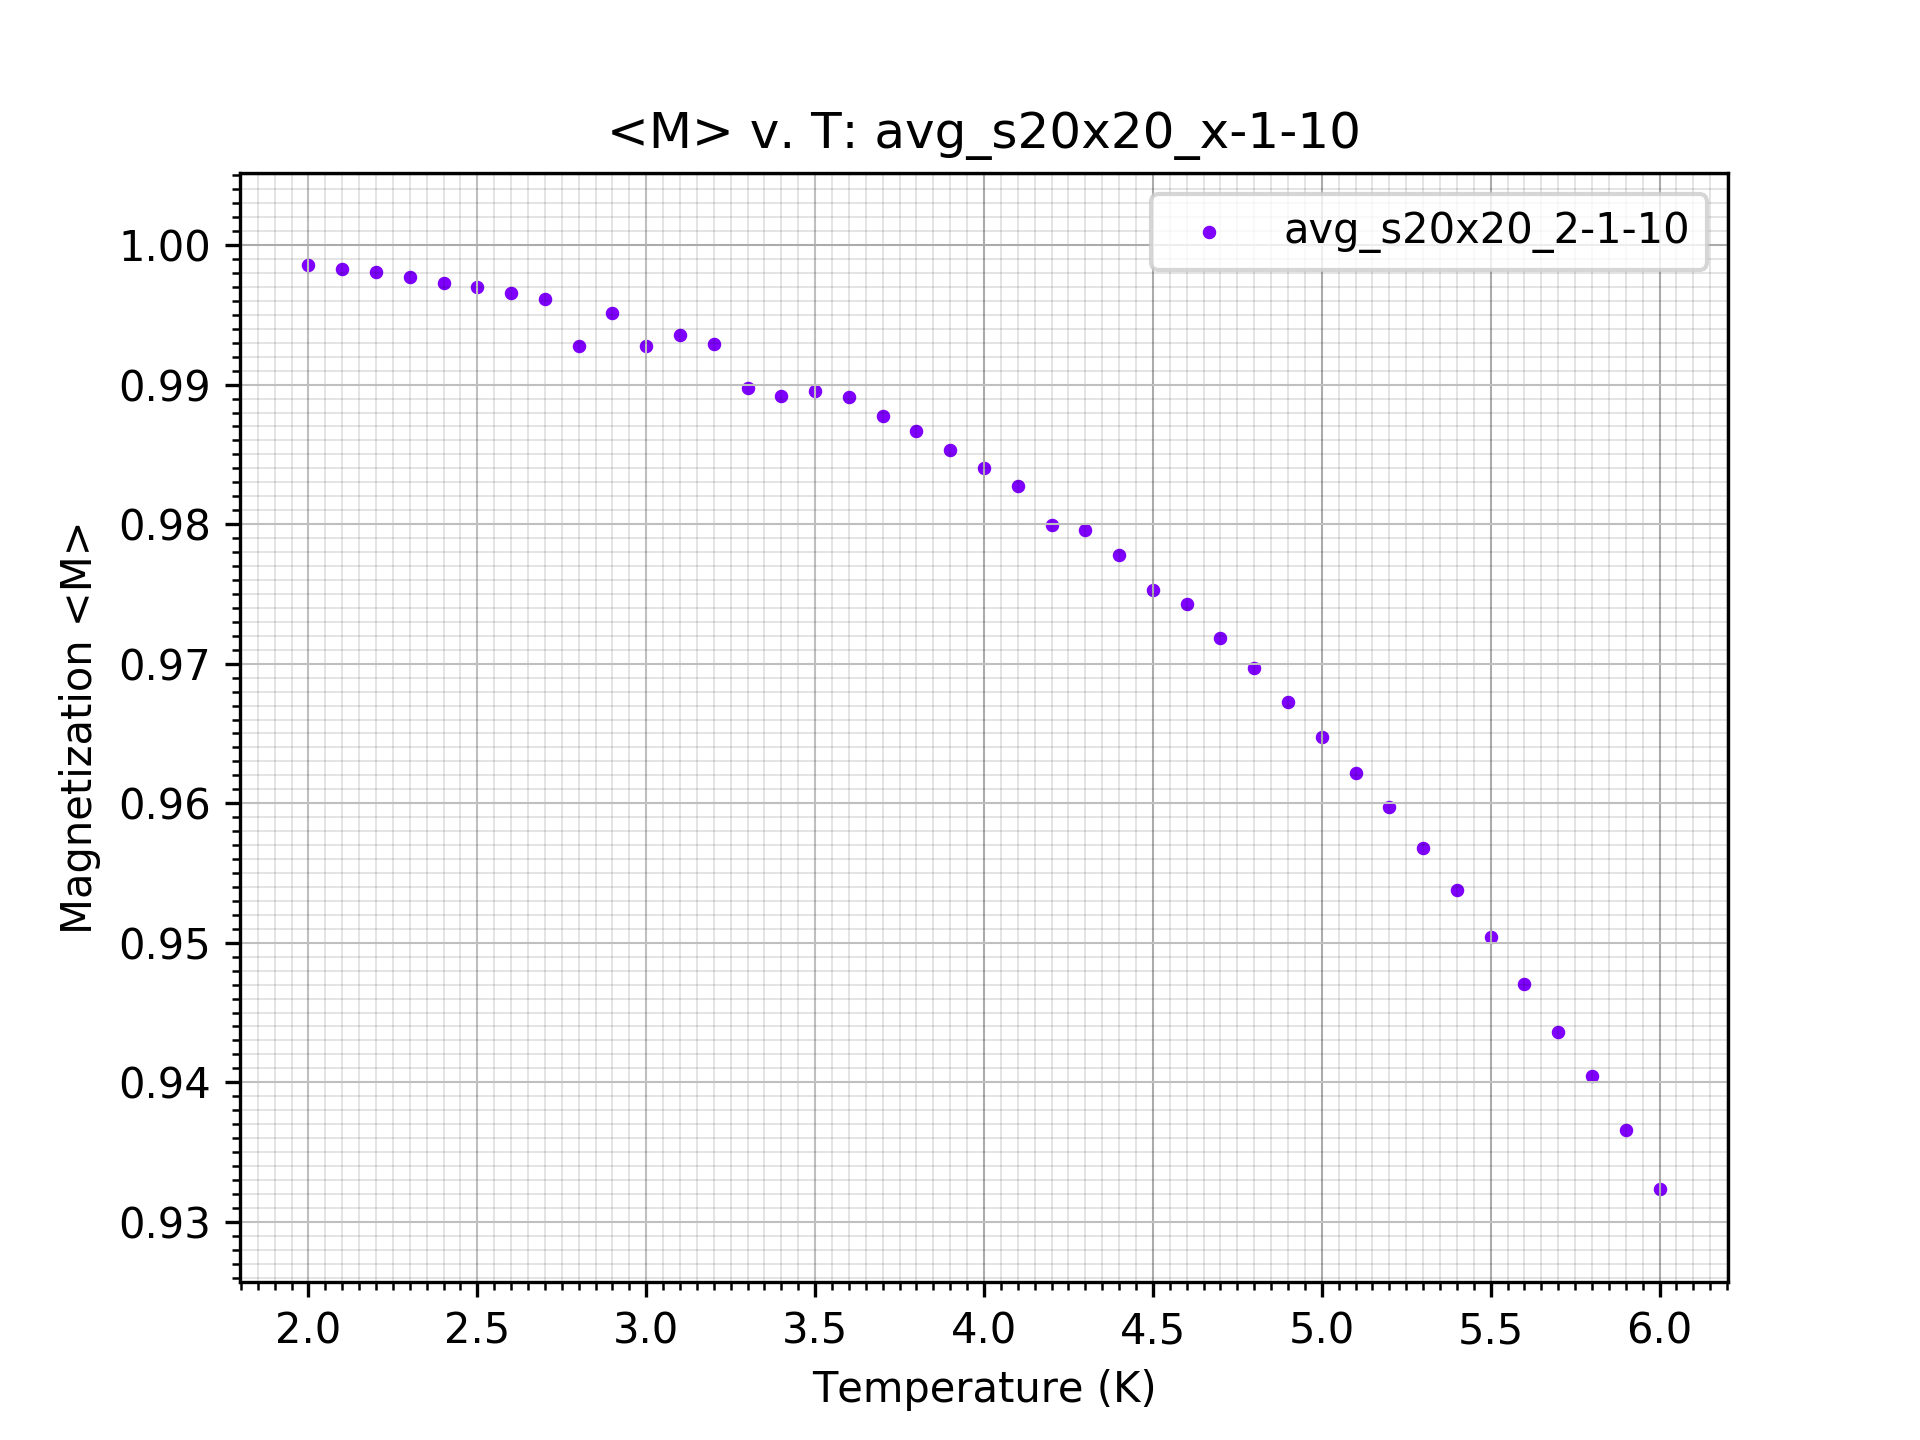 <M> v. T: avg_s20x20_x-1-10
avg_s20x20_2-1-10
Magnetization <M>
1.00
0.99
0.98
0.97
0.96
0.95
0.94
0.93
2.0 2.5 3.0 3.5 4.0 4.5 5.0 5.5 6.0
Temperature (K)